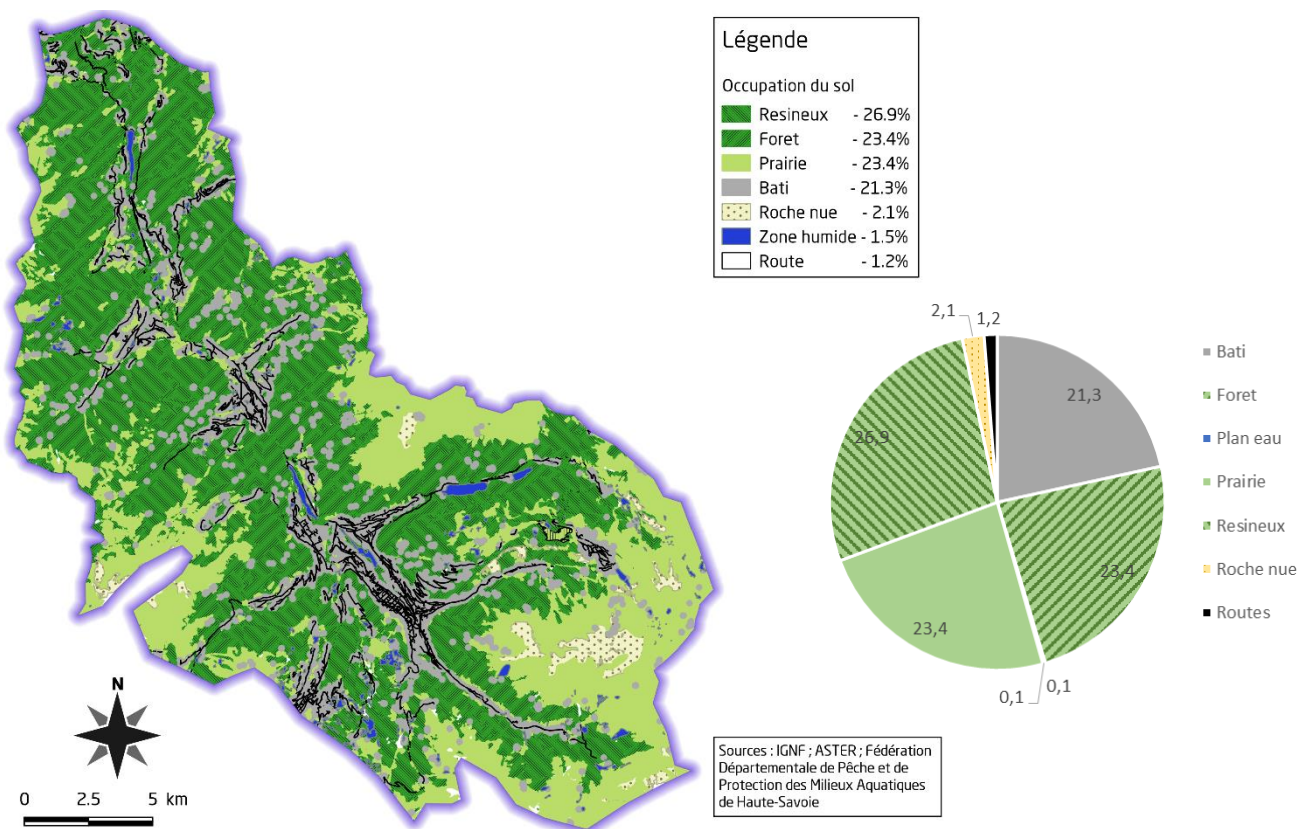 Légende
Occupation du sol
Resineux - 26.9%
Foret - 23.4%
Prairie - 23.4%
Bati - 21.3%
Roche nue - 2.1%
Zone humide - 1.5%
Route - 1.2%
2,1
1,2
21,3
26,9
23,4
23,4
0,1
0,1
Bati
Foret
Plan eau
Prairie
Resineux
Roche nue
Routes
N
0 2.5 5 km
Sources : IGNF ; ASTER ; Fédération
Départementale de Pêche et de
Protection des Milieux Aquatiques
de Haute-Savoie